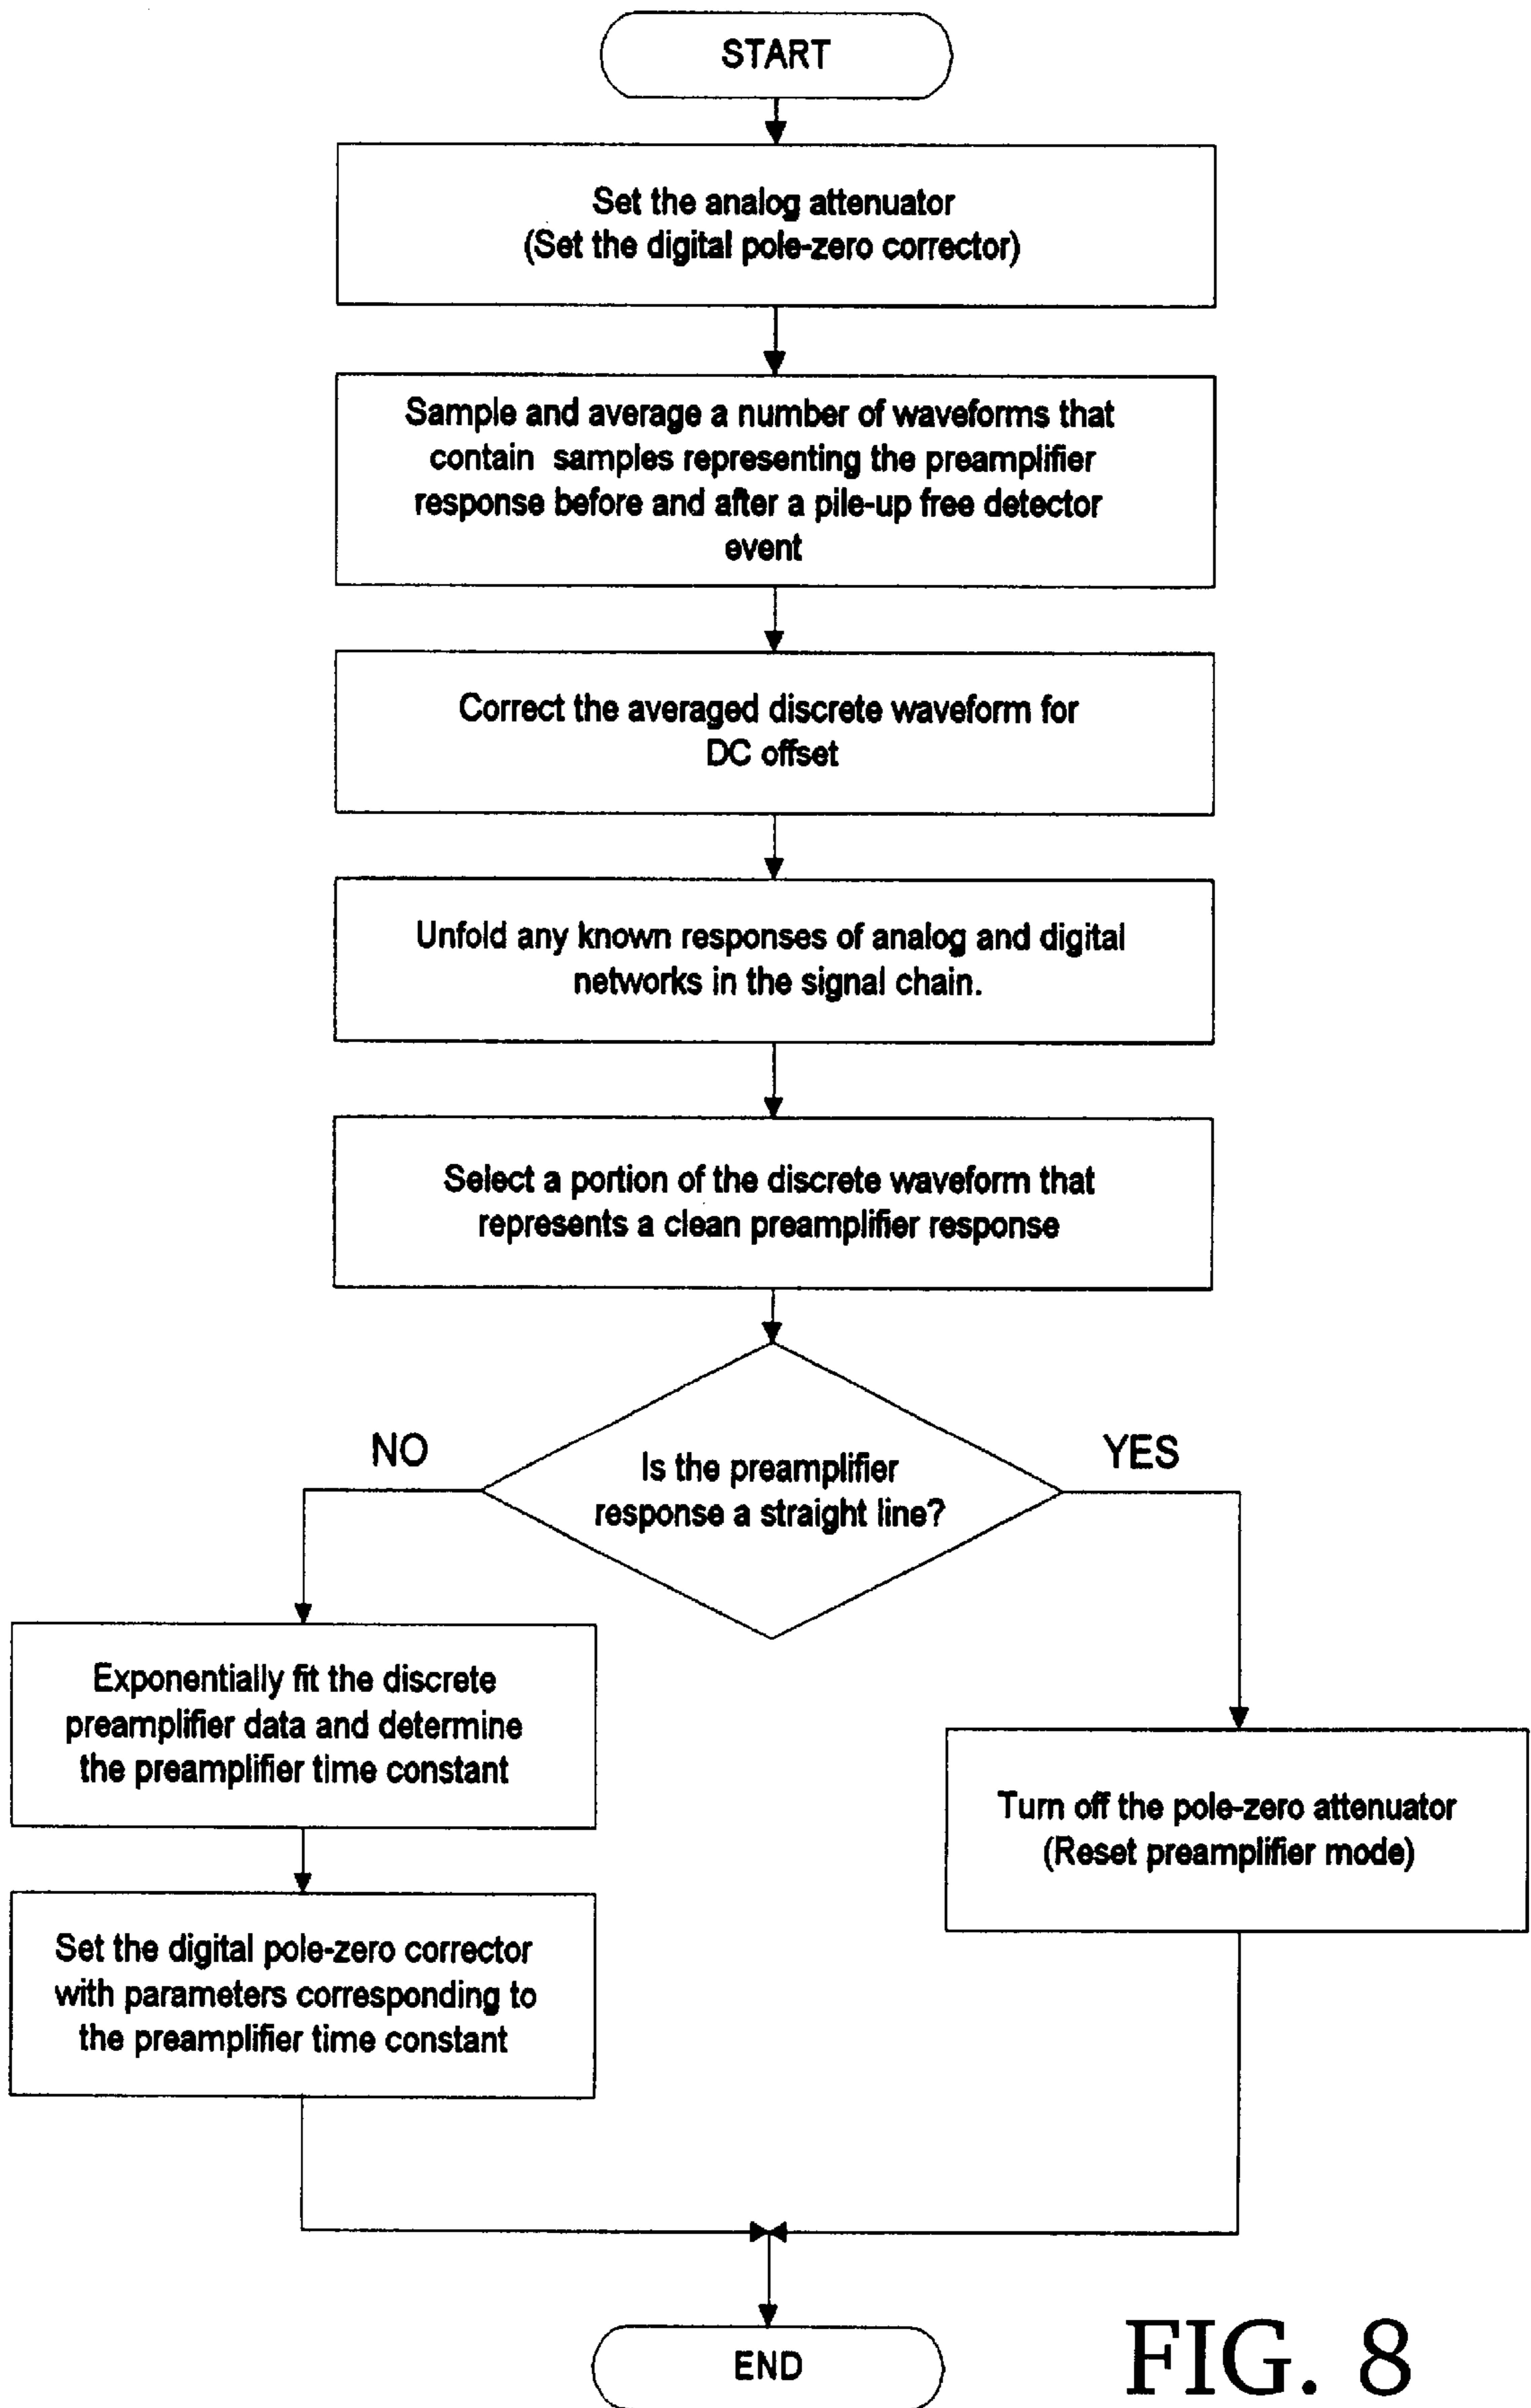 START
Set the analog attenuator
(Set the digital pole-zero corrector)
Sample and average a number of waveforms that
contain samples representing the preamplifier
response before and after a pile-up free detector
event
Correct the averaged discrete waveform for
DC offset
Unfold any known responses of analog and digital
networks in the signal chain.
Select a portion of the discrete waveform that
represents a clean preamplifier response
NO
YES
Is the preamplifier
response a straight line?
Exponentially fit the discrete
preamplifier data and determine
the preamplifier time constant
Turn off the pole-zero attenuator
(Reset preamplifier mode)
Set the digital pole-zero corrector
with parameters corresponding to
the preamplifier time constant
END
FIG. 8